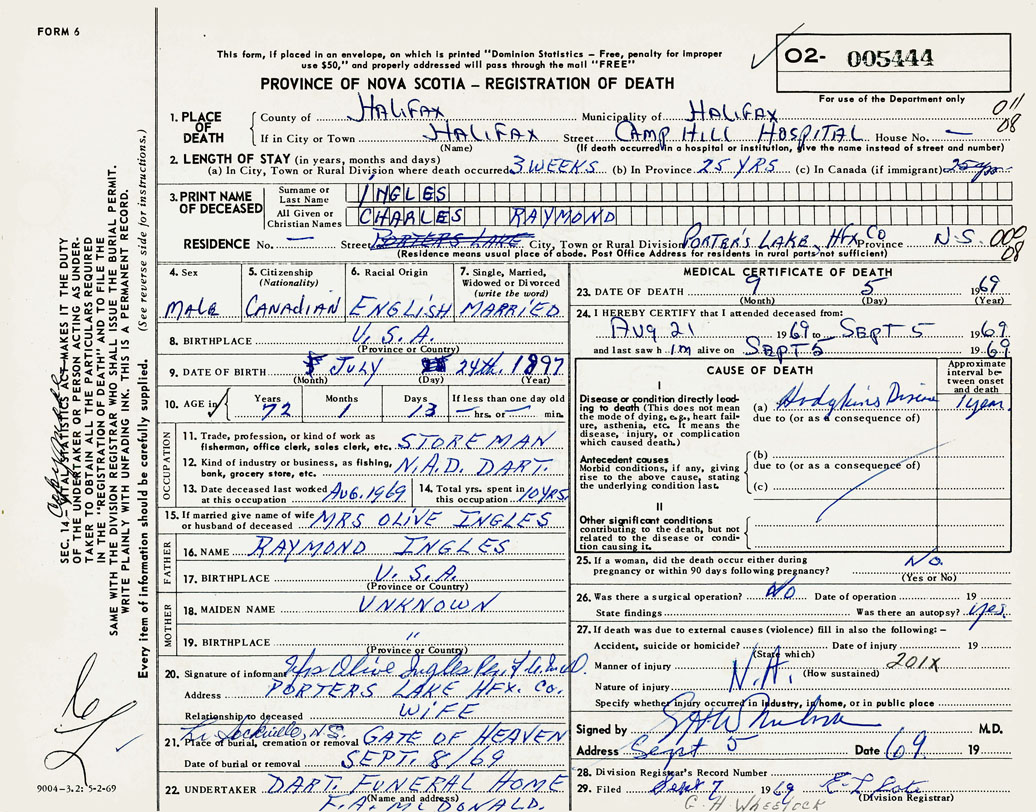 FORM 6
This form, if placed in an envelope, on which is printed "Dominion Statistics – Free, penalty for improper
use $50," and properly addressed will pass through the mail "FREE"
O2- 005444
For use of the Department only
PROVINCE OF NOVA SCOTIA – REGISTRATION OF DEATH
011
08
1. PLACE OF DEATH
County of HALIFAX Municipality of HALIFAX
If in City or Town HALIFAX Street CAMP HILL HOSPITAL House No. —
(Name) (If death occurred in a hospital or institution, give the name instead of street and number)
2. LENGTH OF STAY (in years, months and days)
(a) In City, Town or Rural Division where death occurred 3 WEEKS (b) In Province 25 YRS (c) In Canada (if immigrant) 25 yrs
3. PRINT NAME OF DECEASED
Surname or Last Name INGLES
All Given or Christian Names CHARLES RAYMOND
RESIDENCE No. — Street PORTERS LAKE City, Town or Rural Division PORTER'S LAKE, HFX CO Province N.S. 000
08
(Residence means usual place of abode. Post Office Address for residents in rural parts not sufficient)
4. Sex
MALE
5. Citizenship (Nationality)
CANADIAN
6. Racial Origin
ENGLISH
7. Single, Married, Widowed or Divorced (write the word)
MARRIED
8. BIRTHPLACE U.S.A.
(Province or Country)
9. DATE OF BIRTH JULY 24th 1897
(Month) (Day) (Year)
10. AGE Years Months Days If less than one day old
72 1 13 — hrs. or — min.
OCCUPATION
11. Trade, profession, or kind of work as fisherman, office clerk, sales clerk, etc. STOREMAN
12. Kind of industry or business, as fishing, bank, grocery store, etc. N.A.D. DART.
13. Date deceased last worked at this occupation AUG. 1969
14. Total yrs. spent in this occupation 10 YRS
15. If married give name of wife or husband of deceased MRS OLIVE INGLES
FATHER
16. NAME RAYMOND INGLES
17. BIRTHPLACE U.S.A.
(Province or Country)
MOTHER
18. MAIDEN NAME UNKNOWN
19. BIRTHPLACE "
(Province or Country)
20. Signature of informant Mrs Olive Ingles Per
Address PORTERS LAKE HFX. CO.
Relationship to deceased WIFE
Sackville, N.S.
21. Place of burial, cremation or removal GATE OF HEAVEN
Date of burial or removal SEPT. 8/69
22. UNDERTAKER DART. FUNERAL HOME
(Name and address)
F.A. McDONALD.
MEDICAL CERTIFICATE OF DEATH
23. DATE OF DEATH 9 5 1969
(Month) (Day) (Year)
24. I HEREBY CERTIFY that I attended deceased from:
AUG 21 1969 to SEPT 5 1969
and last saw h im alive on SEPT 5 1969
CAUSE OF DEATH
Approximate interval between onset and death
I
Disease or condition directly leading to death (This does not mean the mode of dying, e.g., heart failure, asthenia, etc. It means the disease, injury, or complication which caused death.)
(a) Hodgkin's Disease 1 year.
due to (or as a consequence of)
Antecedent causes
Morbid conditions, if any, giving rise to the above cause, stating the underlying condition last.
(b)
due to (or as a consequence of)
(c)
II
Other significant conditions
contributing to the death, but not related to the disease or condition causing it.
25. If a woman, did the death occur either during pregnancy or within 90 days following pregnancy? No.
(Yes or No)
26. Was there a surgical operation? No Date of operation 19
State findings Was there an autopsy? yes.
27. If death was due to external causes (violence) fill in also the following: –
Accident, suicide or homicide? Date of injury 19
(State which)
Manner of injury N.A. 201X
(How sustained)
Nature of injury
Specify whether injury occurred in industry, in home, or in public place
Signed by M.D.
Address Sept 5 Date 69. 19
28. Division Registrar's Record Number
29. Filed Sept 7 1969
(Division Registrar)
SEC. 14.–VITAL STATISTICS ACT–MAKES IT THE DUTY
OF THE UNDERTAKER OR PERSON ACTING AS UNDER-
TAKER TO OBTAIN ALL THE PARTICULARS REQUIRED
IN THE "REGISTRATION OF DEATH" AND TO FILE THE
SAME WITH THE DIVISION REGISTRAR WHO SHALL ISSUE THE BURIAL PERMIT.
WRITE PLAINLY WITH UNFADING INK. THIS IS A PERMANENT RECORD.
Every item of information should be carefully supplied. (See reverse side for instructions.)
9004-3.2: 5-2-69